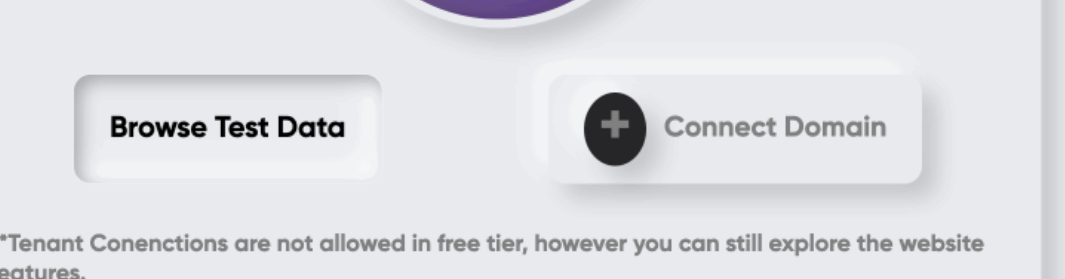 Browse Test Data
Connect Domain
*Tenant Conenctions are not allowed in free tier, however you can still explore the website
eatures.